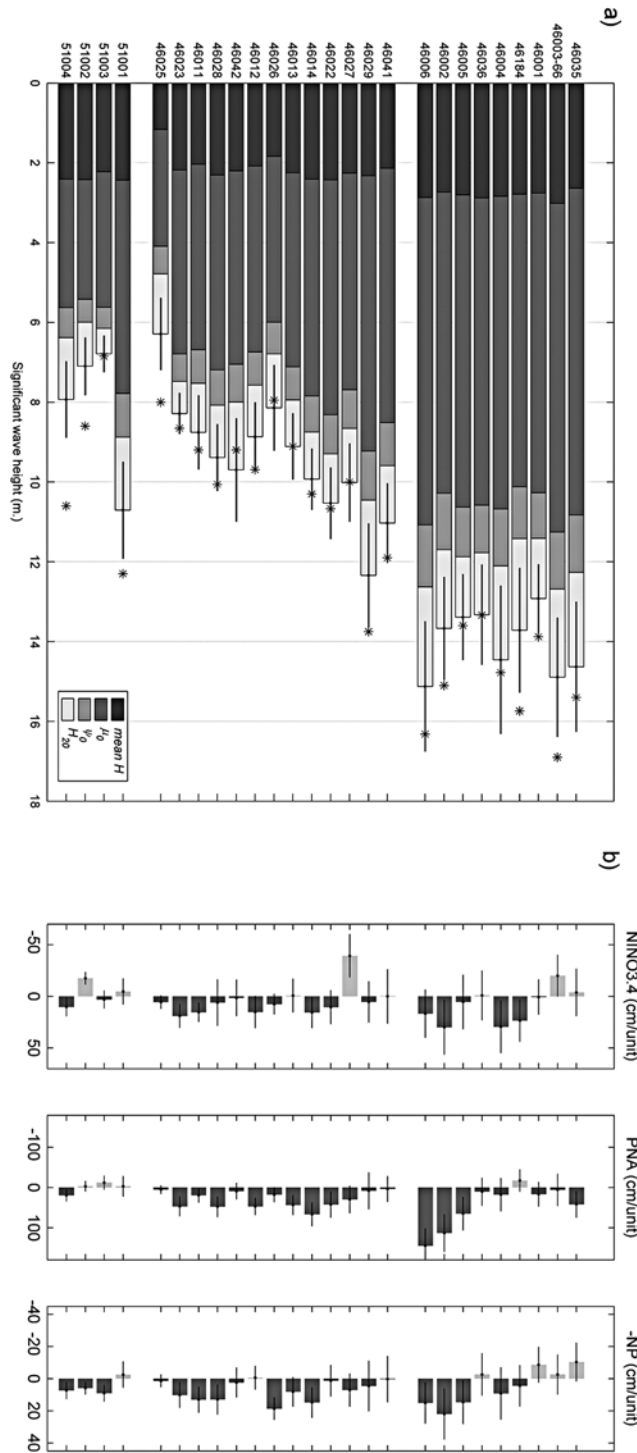 a)
46035
46003-66
46001
46184
46004
46036
46005
46002
46006
46041
46029
46027
46022
46014
46013
46026
46012
46042
46028
46011
46023
46025
51001
51003
51002
51004
mean H
μ₀
ψ₀
H₂₀
0 2 4 6 8 10 12 14 16 18
Significant wave height (m.)
b)
NINO3.4 (cm/unit)
-50 0 50
PNA (cm/unit)
-100 0 100
-NP (cm/unit)
-40 -20 0 20 40